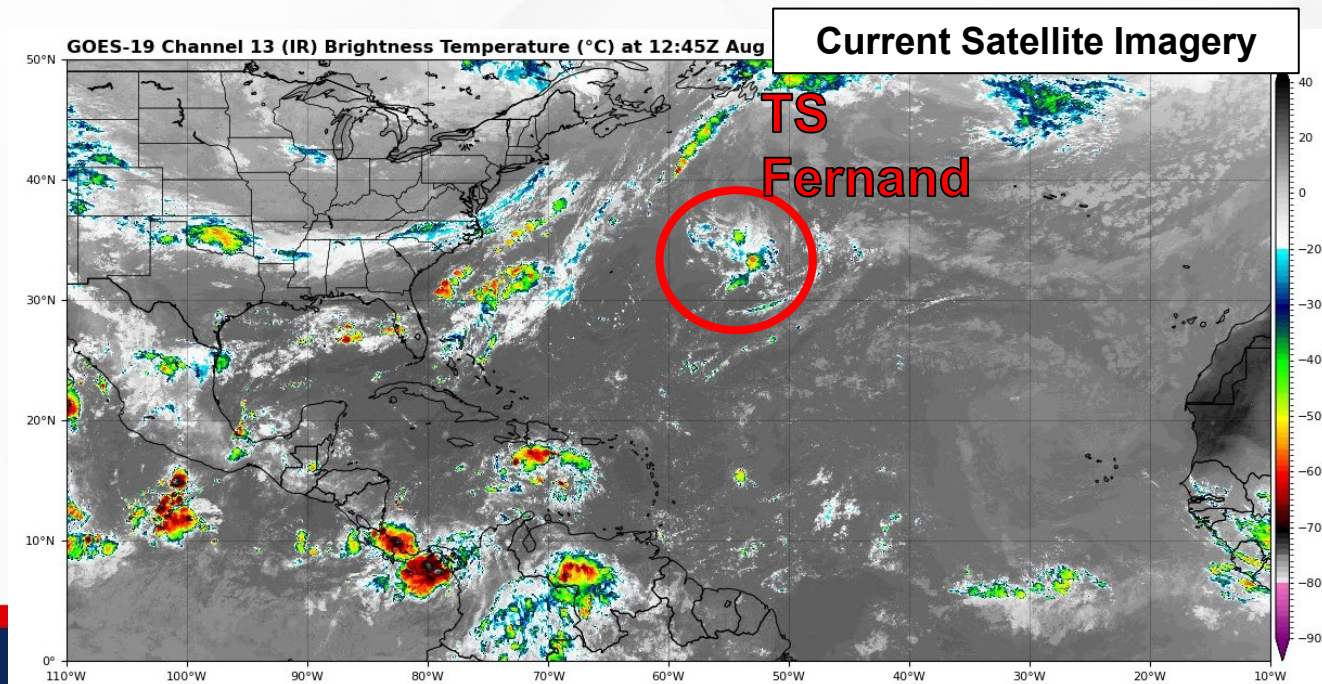 Current Satellite Imagery
GOES-19 Channel 13 (IR) Brightness Temperature (°C) at 12:45Z Aug
TS
Fernand
50°N
40°N
30°N
20°N
10°N
0°
110°W 100°W 90°W 80°W 70°W 60°W 50°W 40°W 30°W 20°W 10°W
40
20
0
−20
−30
−40
−50
−60
−70
−80
−90